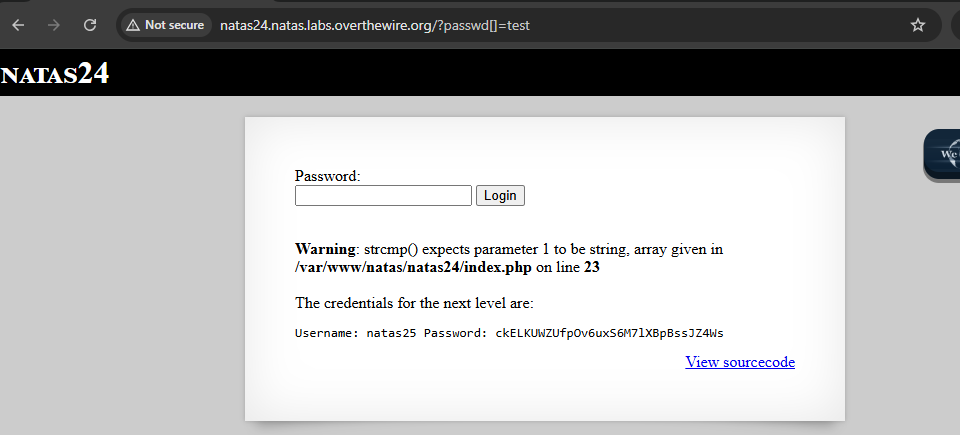 Not secure
natas24.natas.labs.overthewire.org/?passwd[]=test
NATAS24
Password:
Login
Warning: strcmp() expects parameter 1 to be string, array given in
/var/www/natas/natas24/index.php on line 23
The credentials for the next level are:
Username: natas25 Password: ckELKUWZUfpOv6uxS6M7lXBpBssJZ4Ws
View sourcecode
We